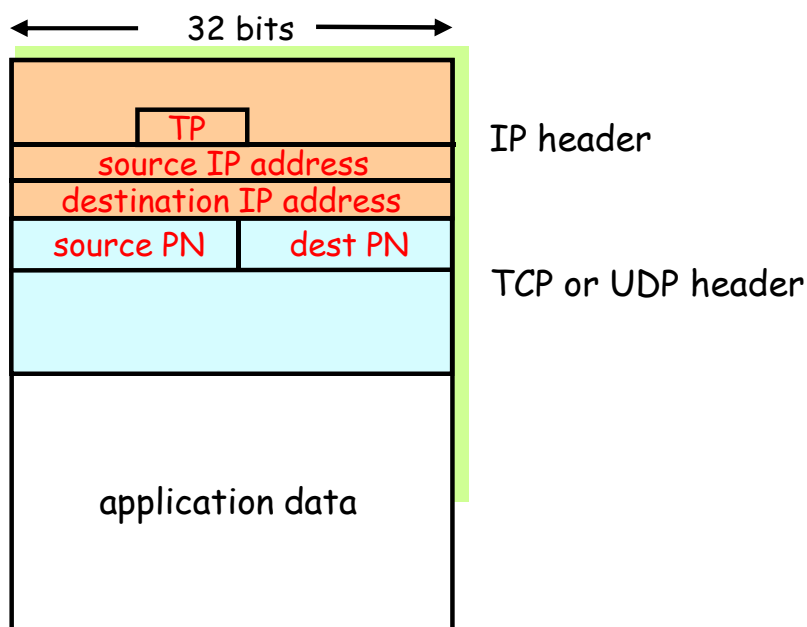 32 bits
TP
IP header
source IP address
destination IP address
source PN dest PN
TCP or UDP header
application data